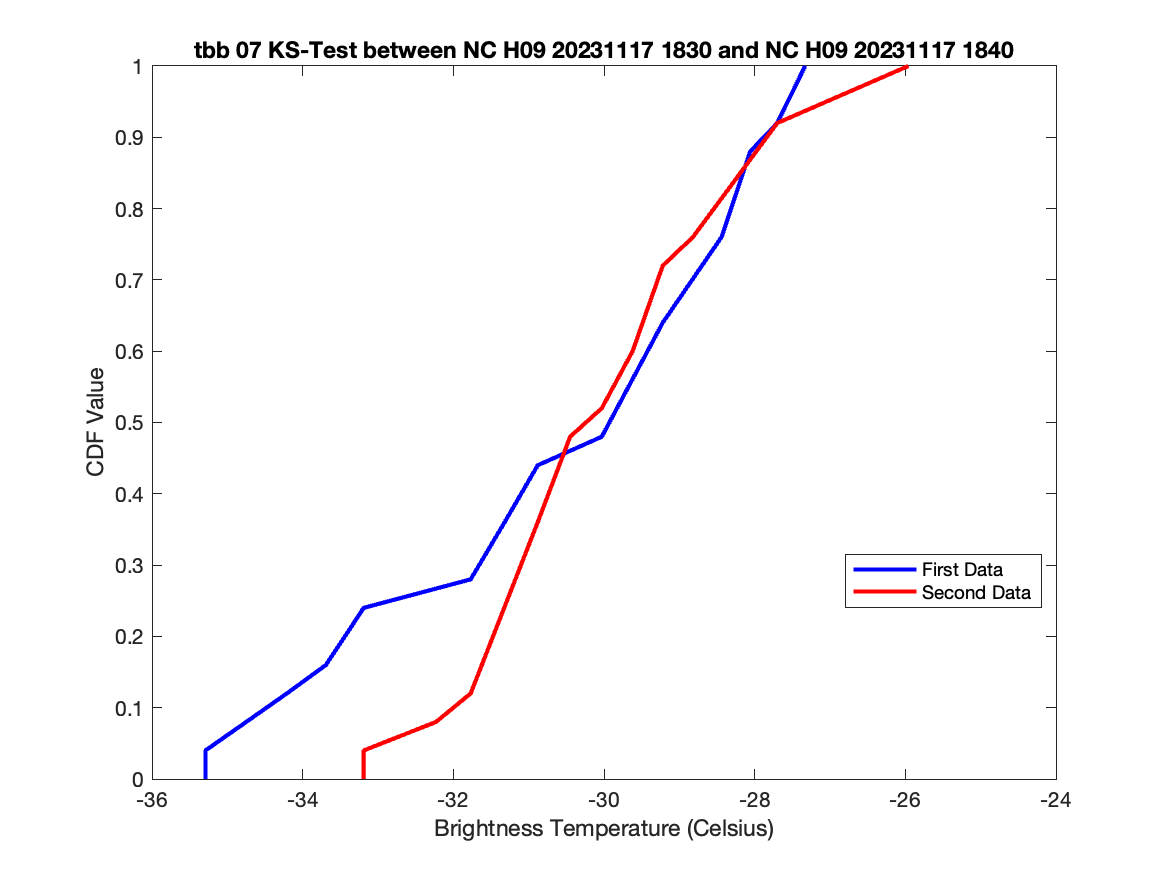 tbb 07 KS-Test between NC H09 20231117 1830 and NC H09 20231117 1840
1
0.9
0.8
0.7
0.6
0.5
0.4
0.3
0.2
0.1
0
CDF Value
First Data
Second Data
-36 -34 -32 -30 -28 -26 -24
Brightness Temperature (Celsius)